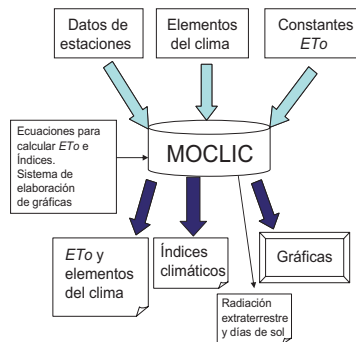 Datos de
estaciones
Elementos
del clima
Constantes
ETo
Ecuaciones para
calcular ETo e
Índices.
Sistema de
elaboración
de gráficas
MOCLIC
ETo y
elementos
del clima
Índices
climáticos
Gráficas
Radiación
extraterrestre
y días de sol